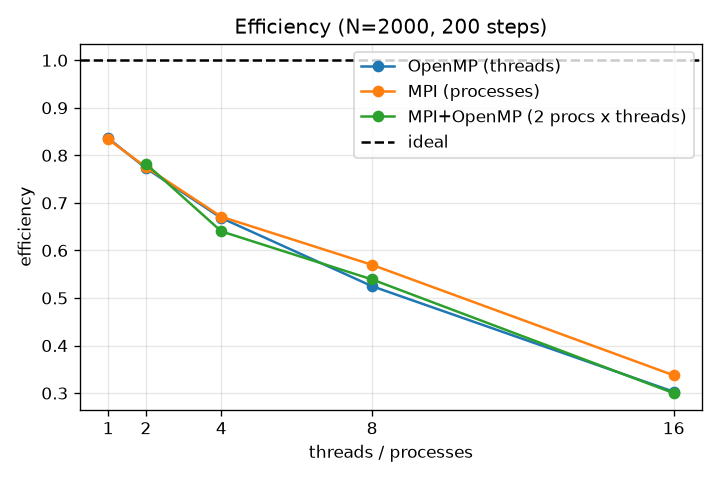 Efficiency (N=2000, 200 steps)
OpenMP (threads)
MPI (processes)
MPI+OpenMP (2 procs x threads)
ideal
efficiency
1.0
0.9
0.8
0.7
0.6
0.5
0.4
0.3
1 2 4 8 16
threads / processes